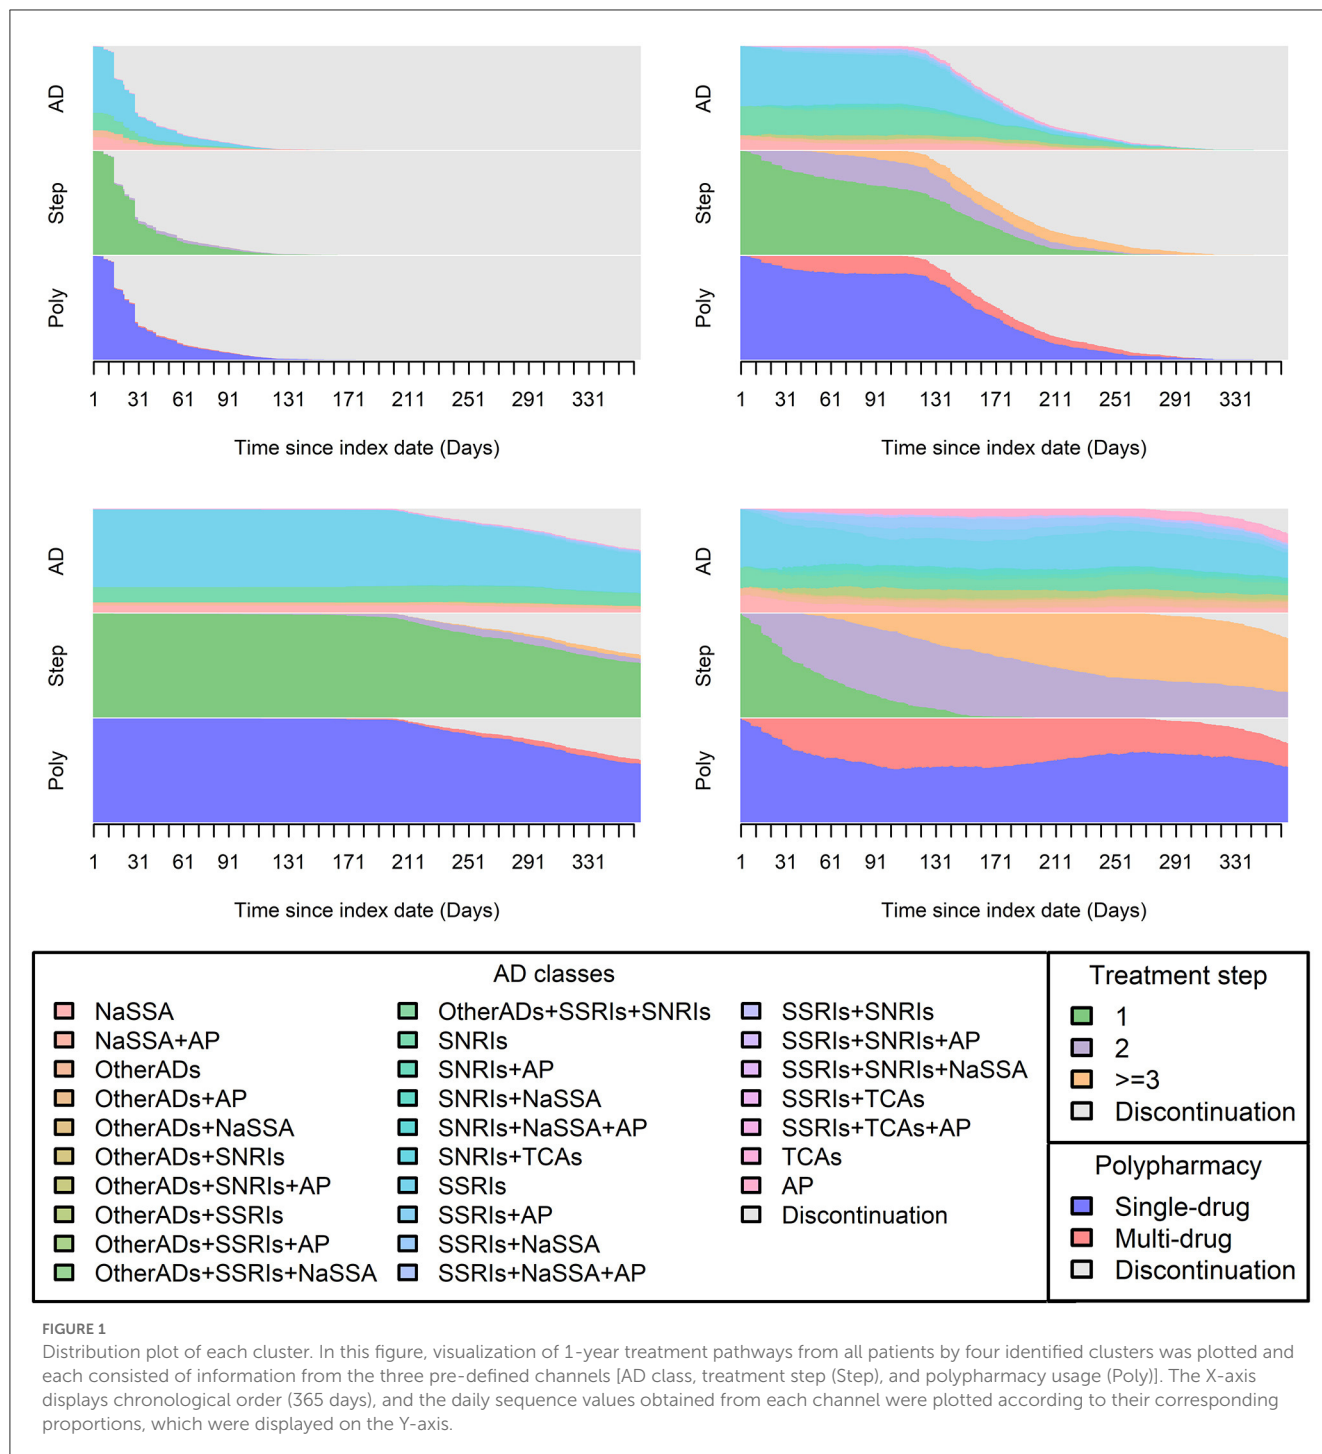 AD
Step
Poly
1 31 61 91 131 171 211 251 291 331
Time since index date (Days)
AD
Step
Poly
1 31 61 91 131 171 211 251 291 331
Time since index date (Days)
AD
Step
Poly
1 31 61 91 131 171 211 251 291 331
Time since index date (Days)
AD
Step
Poly
1 31 61 91 131 171 211 251 291 331
Time since index date (Days)
AD classes
NaSSA
NaSSA+AP
OtherADs
OtherADs+AP
OtherADs+NaSSA
OtherADs+SNRIs
OtherADs+SNRIs+AP
OtherADs+SSRIs
OtherADs+SSRIs+AP
OtherADs+SSRIs+NaSSA
OtherADs+SSRIs+SNRIs
SNRIs
SNRIs+AP
SNRIs+NaSSA
SNRIs+NaSSA+AP
SNRIs+TCAs
SSRIs
SSRIs+AP
SSRIs+NaSSA
SSRIs+NaSSA+AP
SSRIs+SNRIs
SSRIs+SNRIs+AP
SSRIs+SNRIs+NaSSA
SSRIs+TCAs
SSRIs+TCAs+AP
TCAs
AP
Discontinuation
Treatment step
1
2
>=3
Discontinuation
Polypharmacy
Single-drug
Multi-drug
Discontinuation
FIGURE 1
Distribution plot of each cluster. In this figure, visualization of 1-year treatment pathways from all patients by four identified clusters was plotted and
each consisted of information from the three pre-defined channels [AD class, treatment step (Step), and polypharmacy usage (Poly)]. The X-axis
displays chronological order (365 days), and the daily sequence values obtained from each channel were plotted according to their corresponding
proportions, which were displayed on the Y-axis.